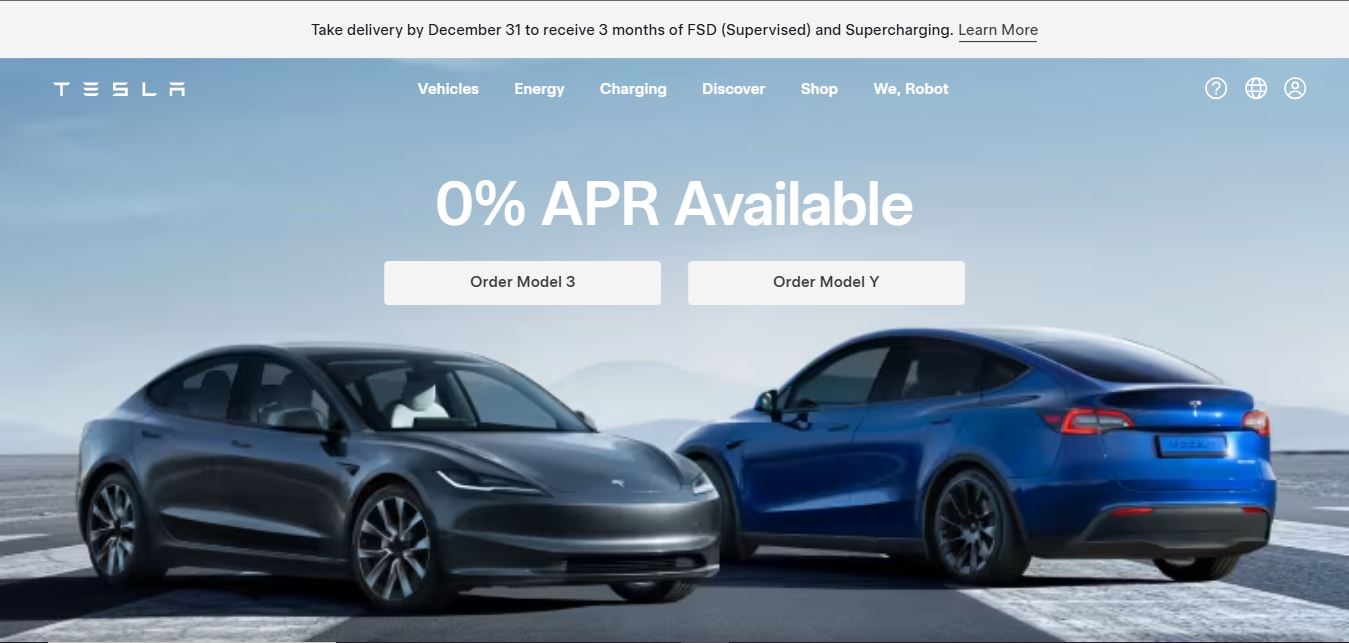 Take delivery by December 31 to receive 3 months of FSD (Supervised) and Supercharging. Learn More
TESLA Vehicles Energy Charging Discover Shop We, Robot
0% APR Available
Order Model 3 Order Model Y